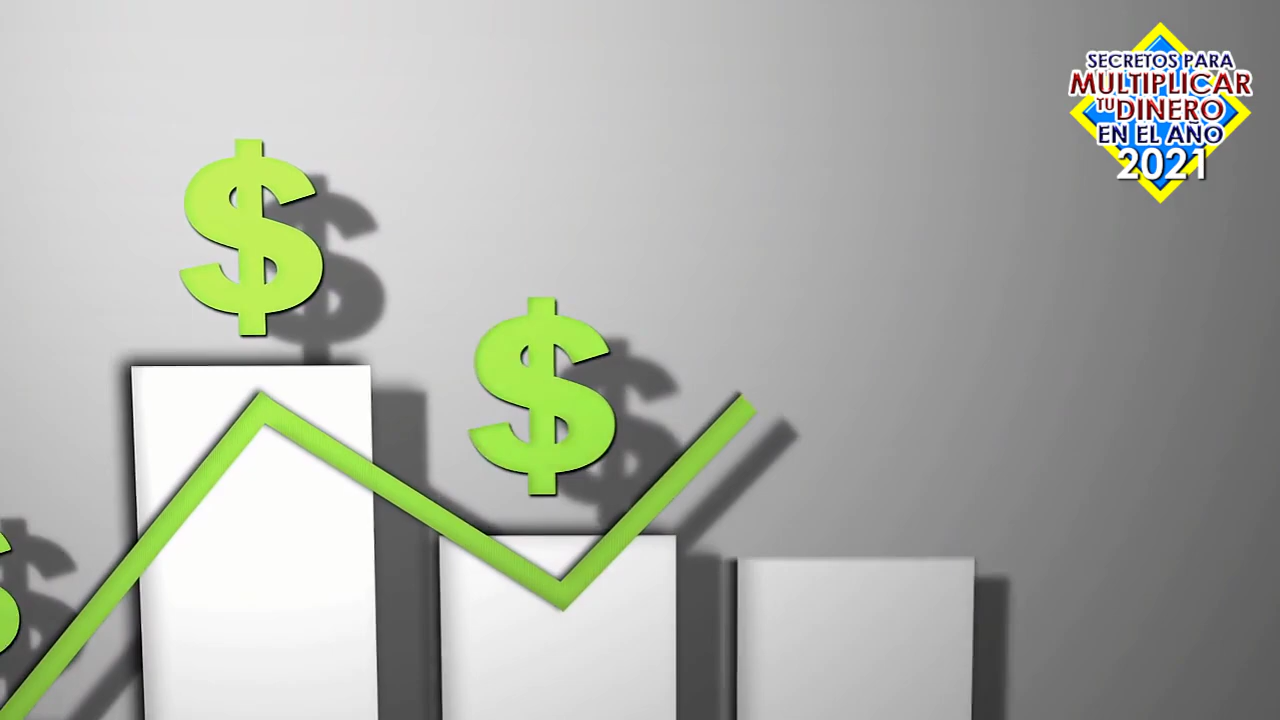 $
$
SECRETOS PARA
MULTIPLICAR
TU DINERO
EN EL AÑO
2021